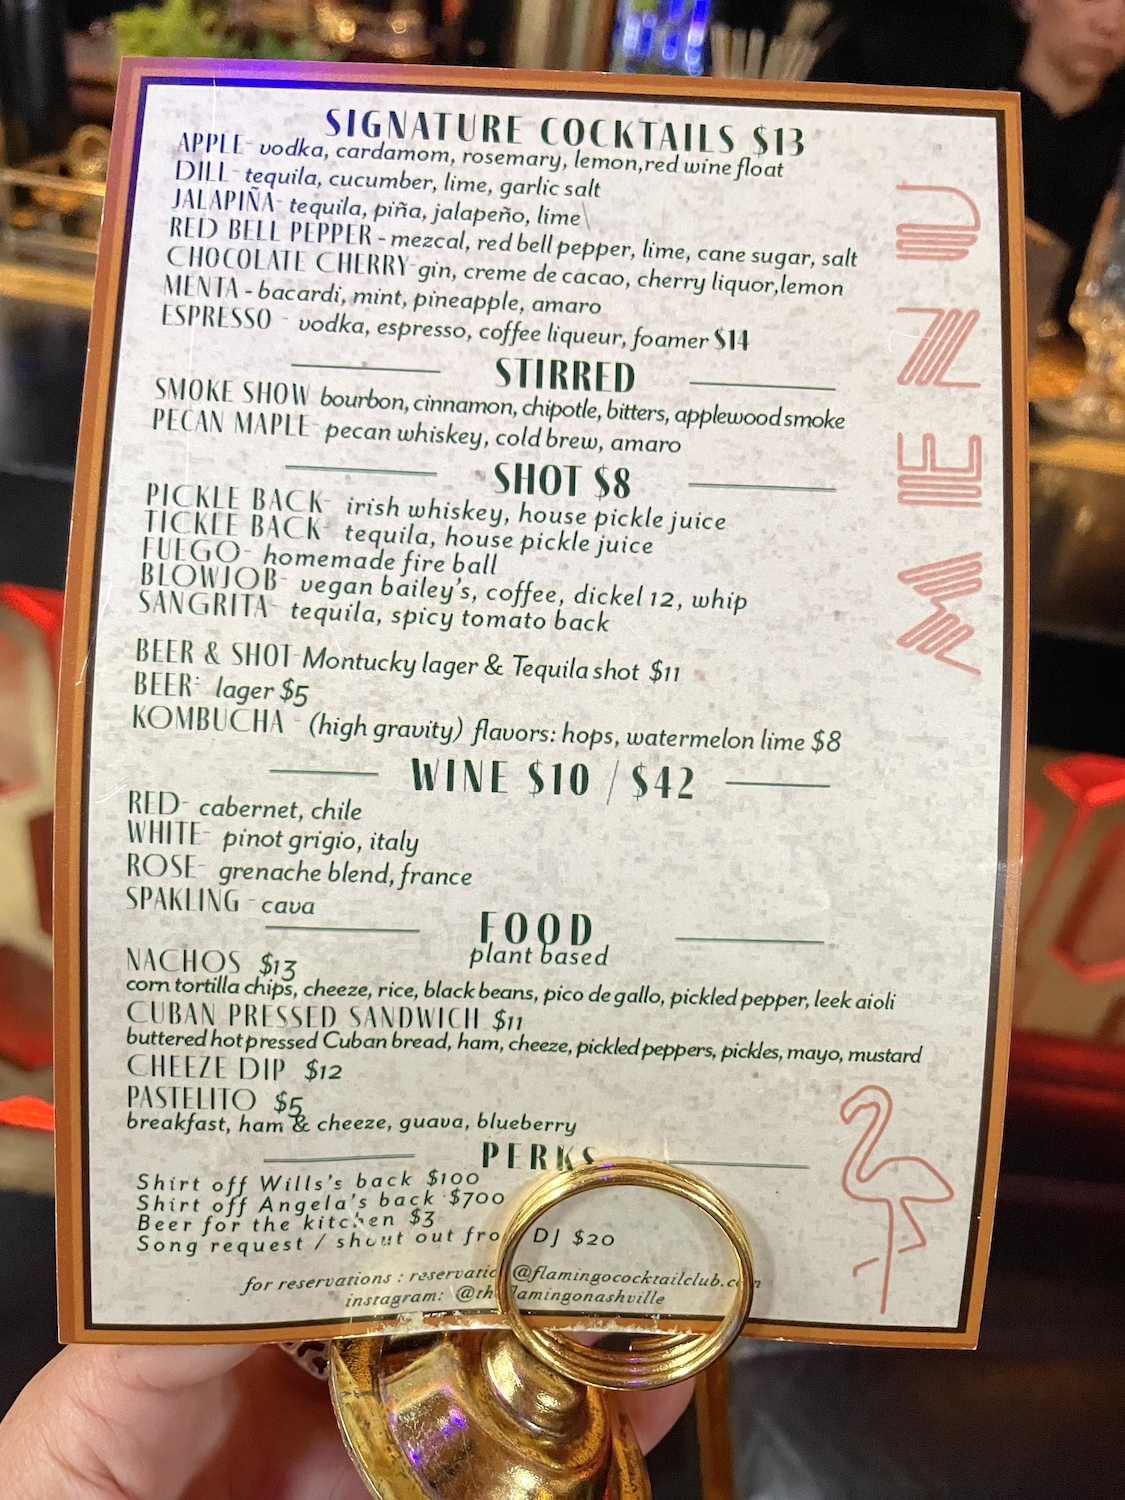 SIGNATURE COCKTAILS $13
APPLE- vodka, cardamom, rosemary, lemon,red wine float
DILL- tequila, cucumber, lime, garlic salt
JALAPIÑA- tequila, piña, jalapeño, lime\
RED BELL PEPPER - mezcal, red bell pepper, lime, cane sugar, salt
CHOCOLATE CHERRY-gin, creme de cacao, cherry liquor,lemon
MENTA - bacardi, mint, pineapple, amaro
ESPRESSO - vodka, espresso, coffee liqueur, foamer $14
STIRRED
SMOKE SHOW bourbon, cinnamon, chipotle, bitters, applewood smoke
PECAN MAPLE- pecan whiskey, cold brew, amaro
SHOT $8
PICKLE BACK- irish whiskey, house pickle juice
TICKLE BACK- tequila, house pickle juice
FUEGO- homemade fire ball
BLOWJOB- vegan bailey's, coffee, dickel 12, whip
SANGRITA- tequila, spicy tomato back
BEER & SHOT-Montucky lager & Tequila shot $11
BEER: lager $5
KOMBUCHA - (high gravity) flavors: hops, watermelon lime $8
WINE $10 / $42
RED- cabernet, chile
WHITE- pinot grigio, italy
ROSE- grenache blend, france
SPAKLING - cava
FOOD
plant based
NACHOS $13
corn tortilla chips, cheeze, rice, black beans, pico de gallo, pickled pepper, leek aioli
CUBAN PRESSED SANDWICH $11
buttered hot pressed Cuban bread, ham, cheeze, pickled peppers, pickles, mayo, mustard
CHEEZE DIP $12
PASTELITO $5
breakfast, ham & cheeze, guava, blueberry
PERKS
Shirt off Wills's back $100
Shirt off Angela's back $700
Beer for the kitchen $3
Song request / shout out fro DJ $20
for reservations : reservatio @flamingococktailclub.com
instagram: @th lamingonashville
MENU